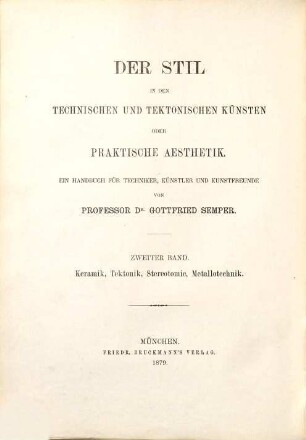 DER STIL
IN DEN
TECHNISCHEN UND TEKTONISCHEN KÜNSTEN
ODER
PRAKTISCHE AESTHETIK.
EIN HANDBUCH FÜR TECHNIKER, KÜNSTLER UND KUNSTFREUNDE
VON
PROFESSOR DR. GOTTFRIED SEMPER.
ZWEITER BAND.
Keramik, Tektonik, Stereotomie, Metallotechnik.
MÜNCHEN.
FRIEDR. BRUCKMANN'S VERLAG.
1879.